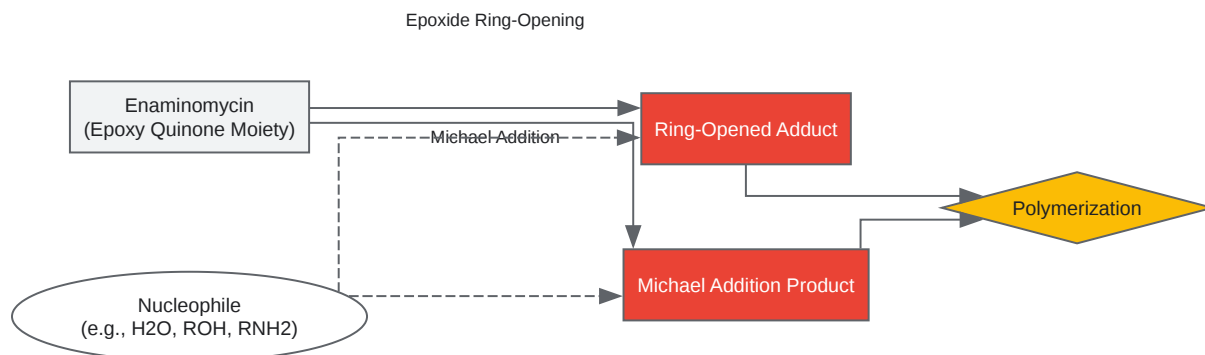 Epoxide Ring-Opening
Enaminomycin
(Epoxy Quinone Moiety)
Ring-Opened Adduct
Michael Addition
Polymerization
Michael Addition Product
Nucleophile
(e.g., H2O, ROH, RNH2)